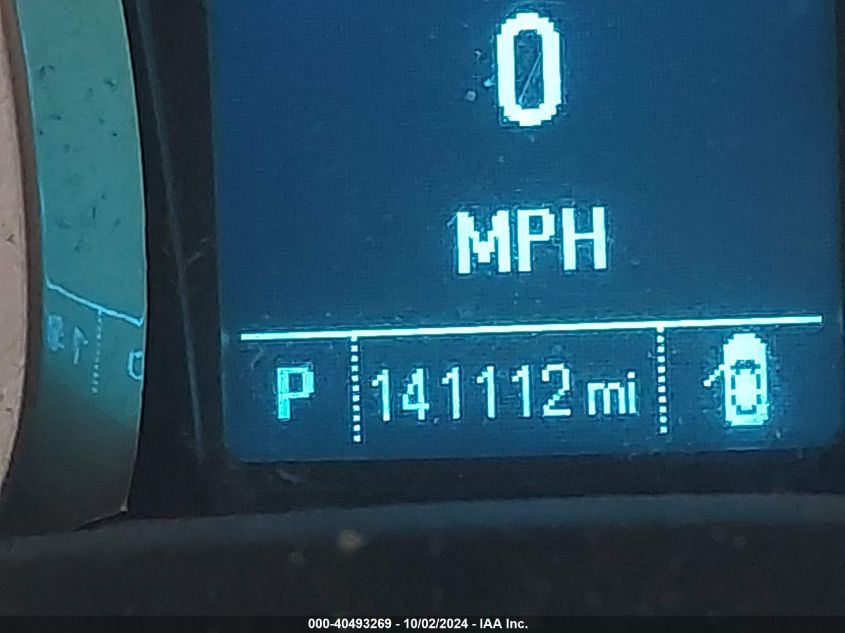 0
MPH
P 141112 mi
000-40493269 - 10/02/2024 - IAA Inc.